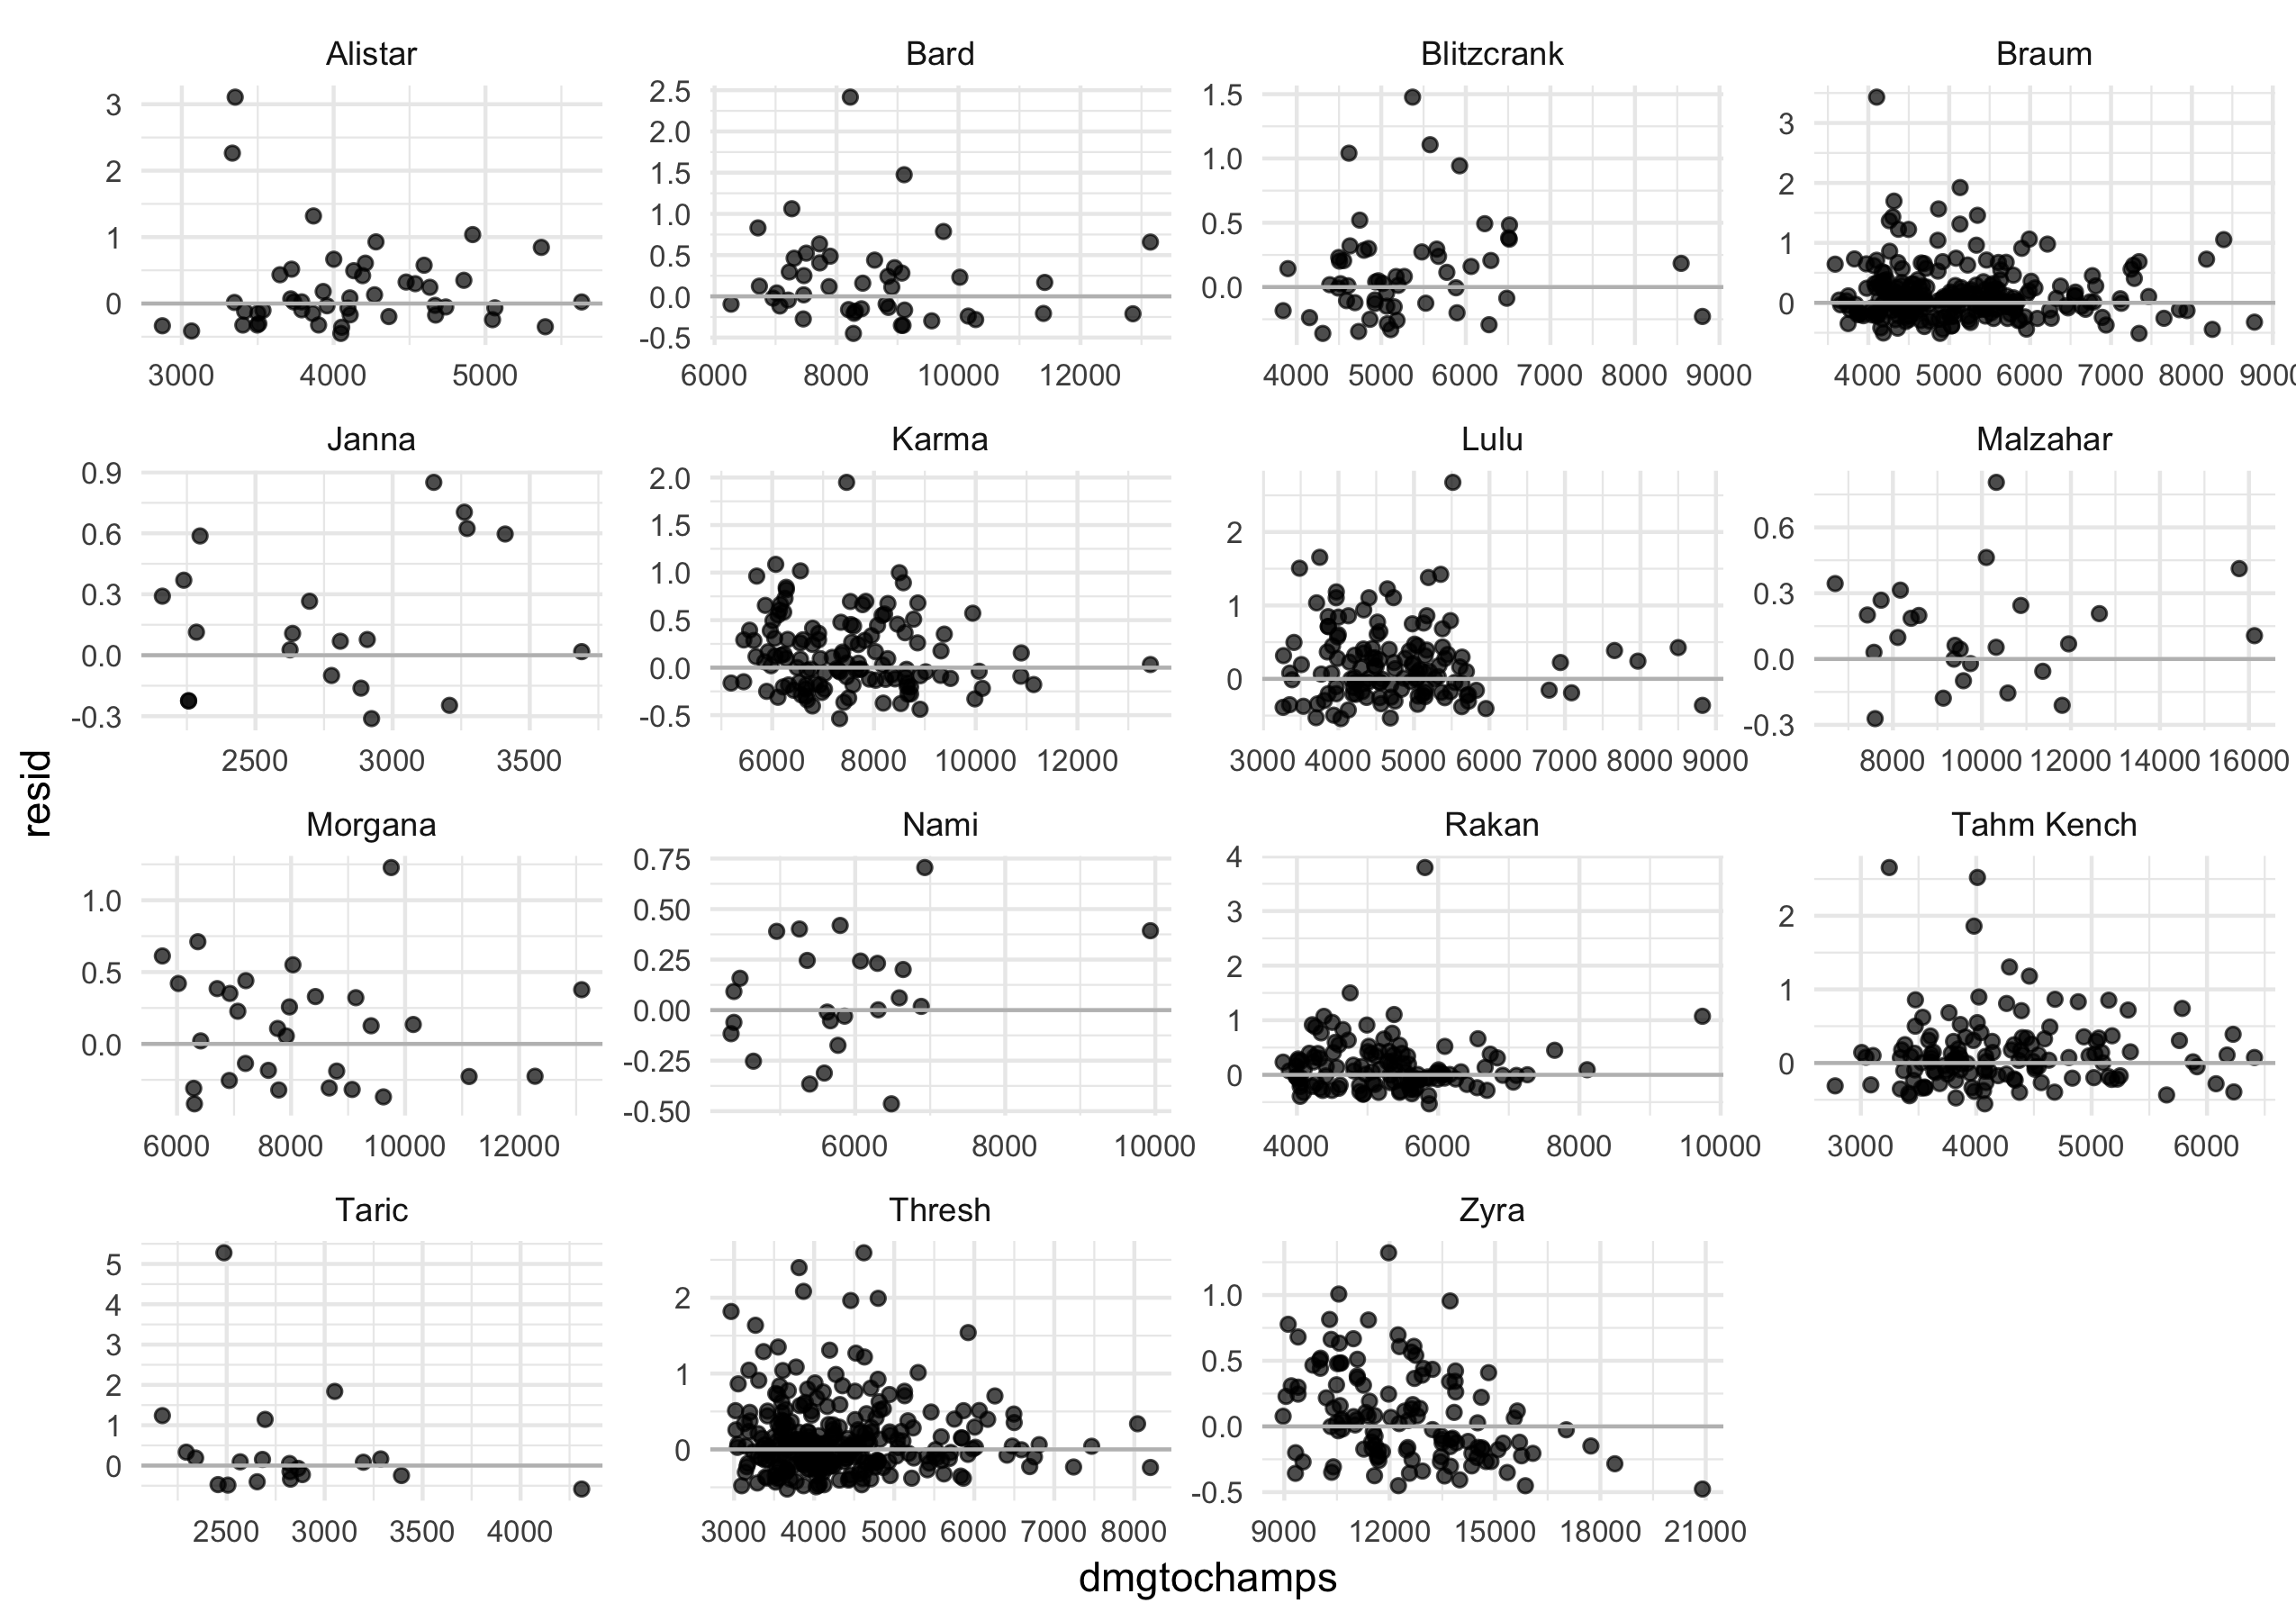 Alistar Bard Blitzcrank Braum
3 2 1 0
2.5 2.0 1.5 1.0 0.5 0.0 -0.5
1.5 1.0 0.5 0.0
3 2 1 0
3000 4000 5000
6000 8000 10000 12000
4000 5000 6000 7000 8000 9000
4000 5000 6000 7000 8000 900
Janna Karma Lulu Malzahar
0.9 0.6 0.3 0.0 -0.3
2.0 1.5 1.0 0.5 0.0 -0.5
2 1 0
0.6 0.3 0.0 -0.3
2500 3000 3500
6000 8000 10000 12000
3000 4000 5000 6000 7000 8000 9000
8000 10000 12000 14000 16000
resid
Morgana Nami Rakan Tahm Kench
1.0 0.5 0.0
0.75 0.50 0.25 0.00 -0.25 -0.50
4 3 2 1 0
2 1 0
6000 8000 10000 12000
6000 8000 10000
4000 6000 8000 10000
3000 4000 5000 6000
Taric Thresh Zyra
5 4 3 2 1 0
2 1 0
1.0 0.5 0.0 -0.5
2500 3000 3500 4000
3000 4000 5000 6000 7000 8000
9000 12000 15000 18000 21000
dmgtochamps